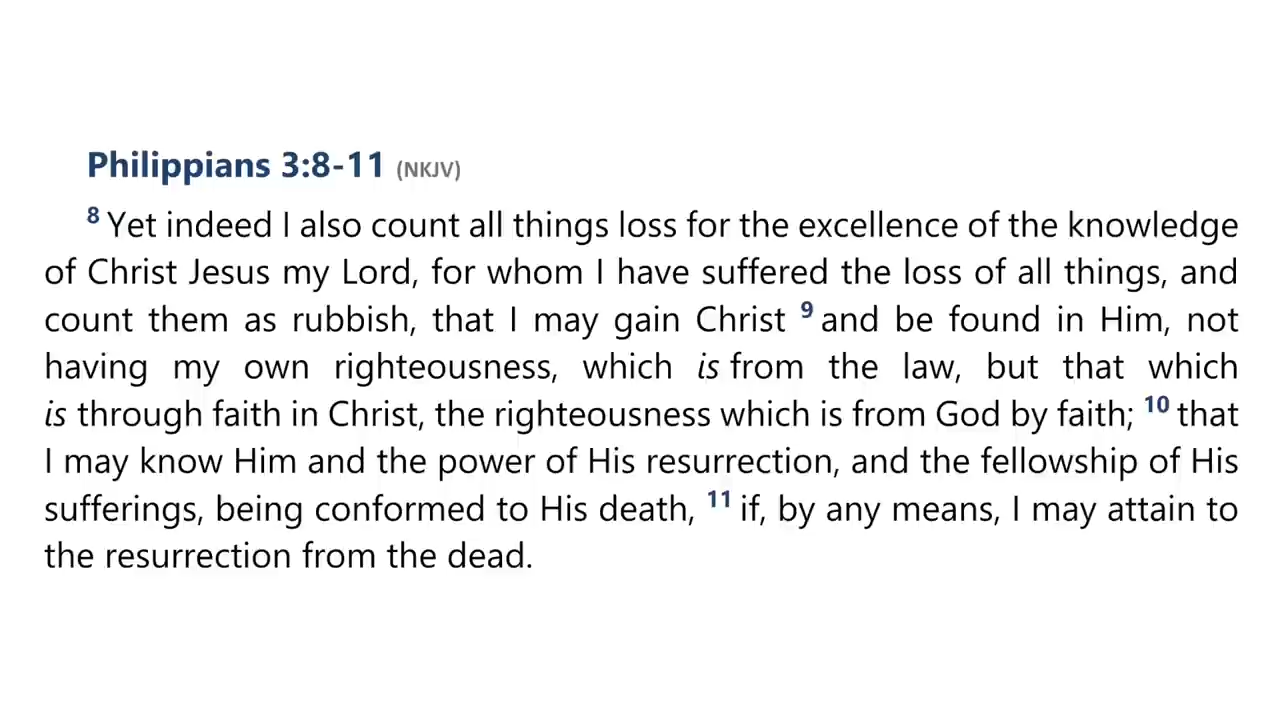 Philippians 3:8-11 (NKJV)
8 Yet indeed I also count all things loss for the excellence of the knowledge
of Christ Jesus my Lord, for whom I have suffered the loss of all things, and
count them as rubbish, that I may gain Christ 9 and be found in Him, not
having my own righteousness, which is from the law, but that which
is through faith in Christ, the righteousness which is from God by faith; 10 that
I may know Him and the power of His resurrection, and the fellowship of His
sufferings, being conformed to His death, 11 if, by any means, I may attain to
the resurrection from the dead.